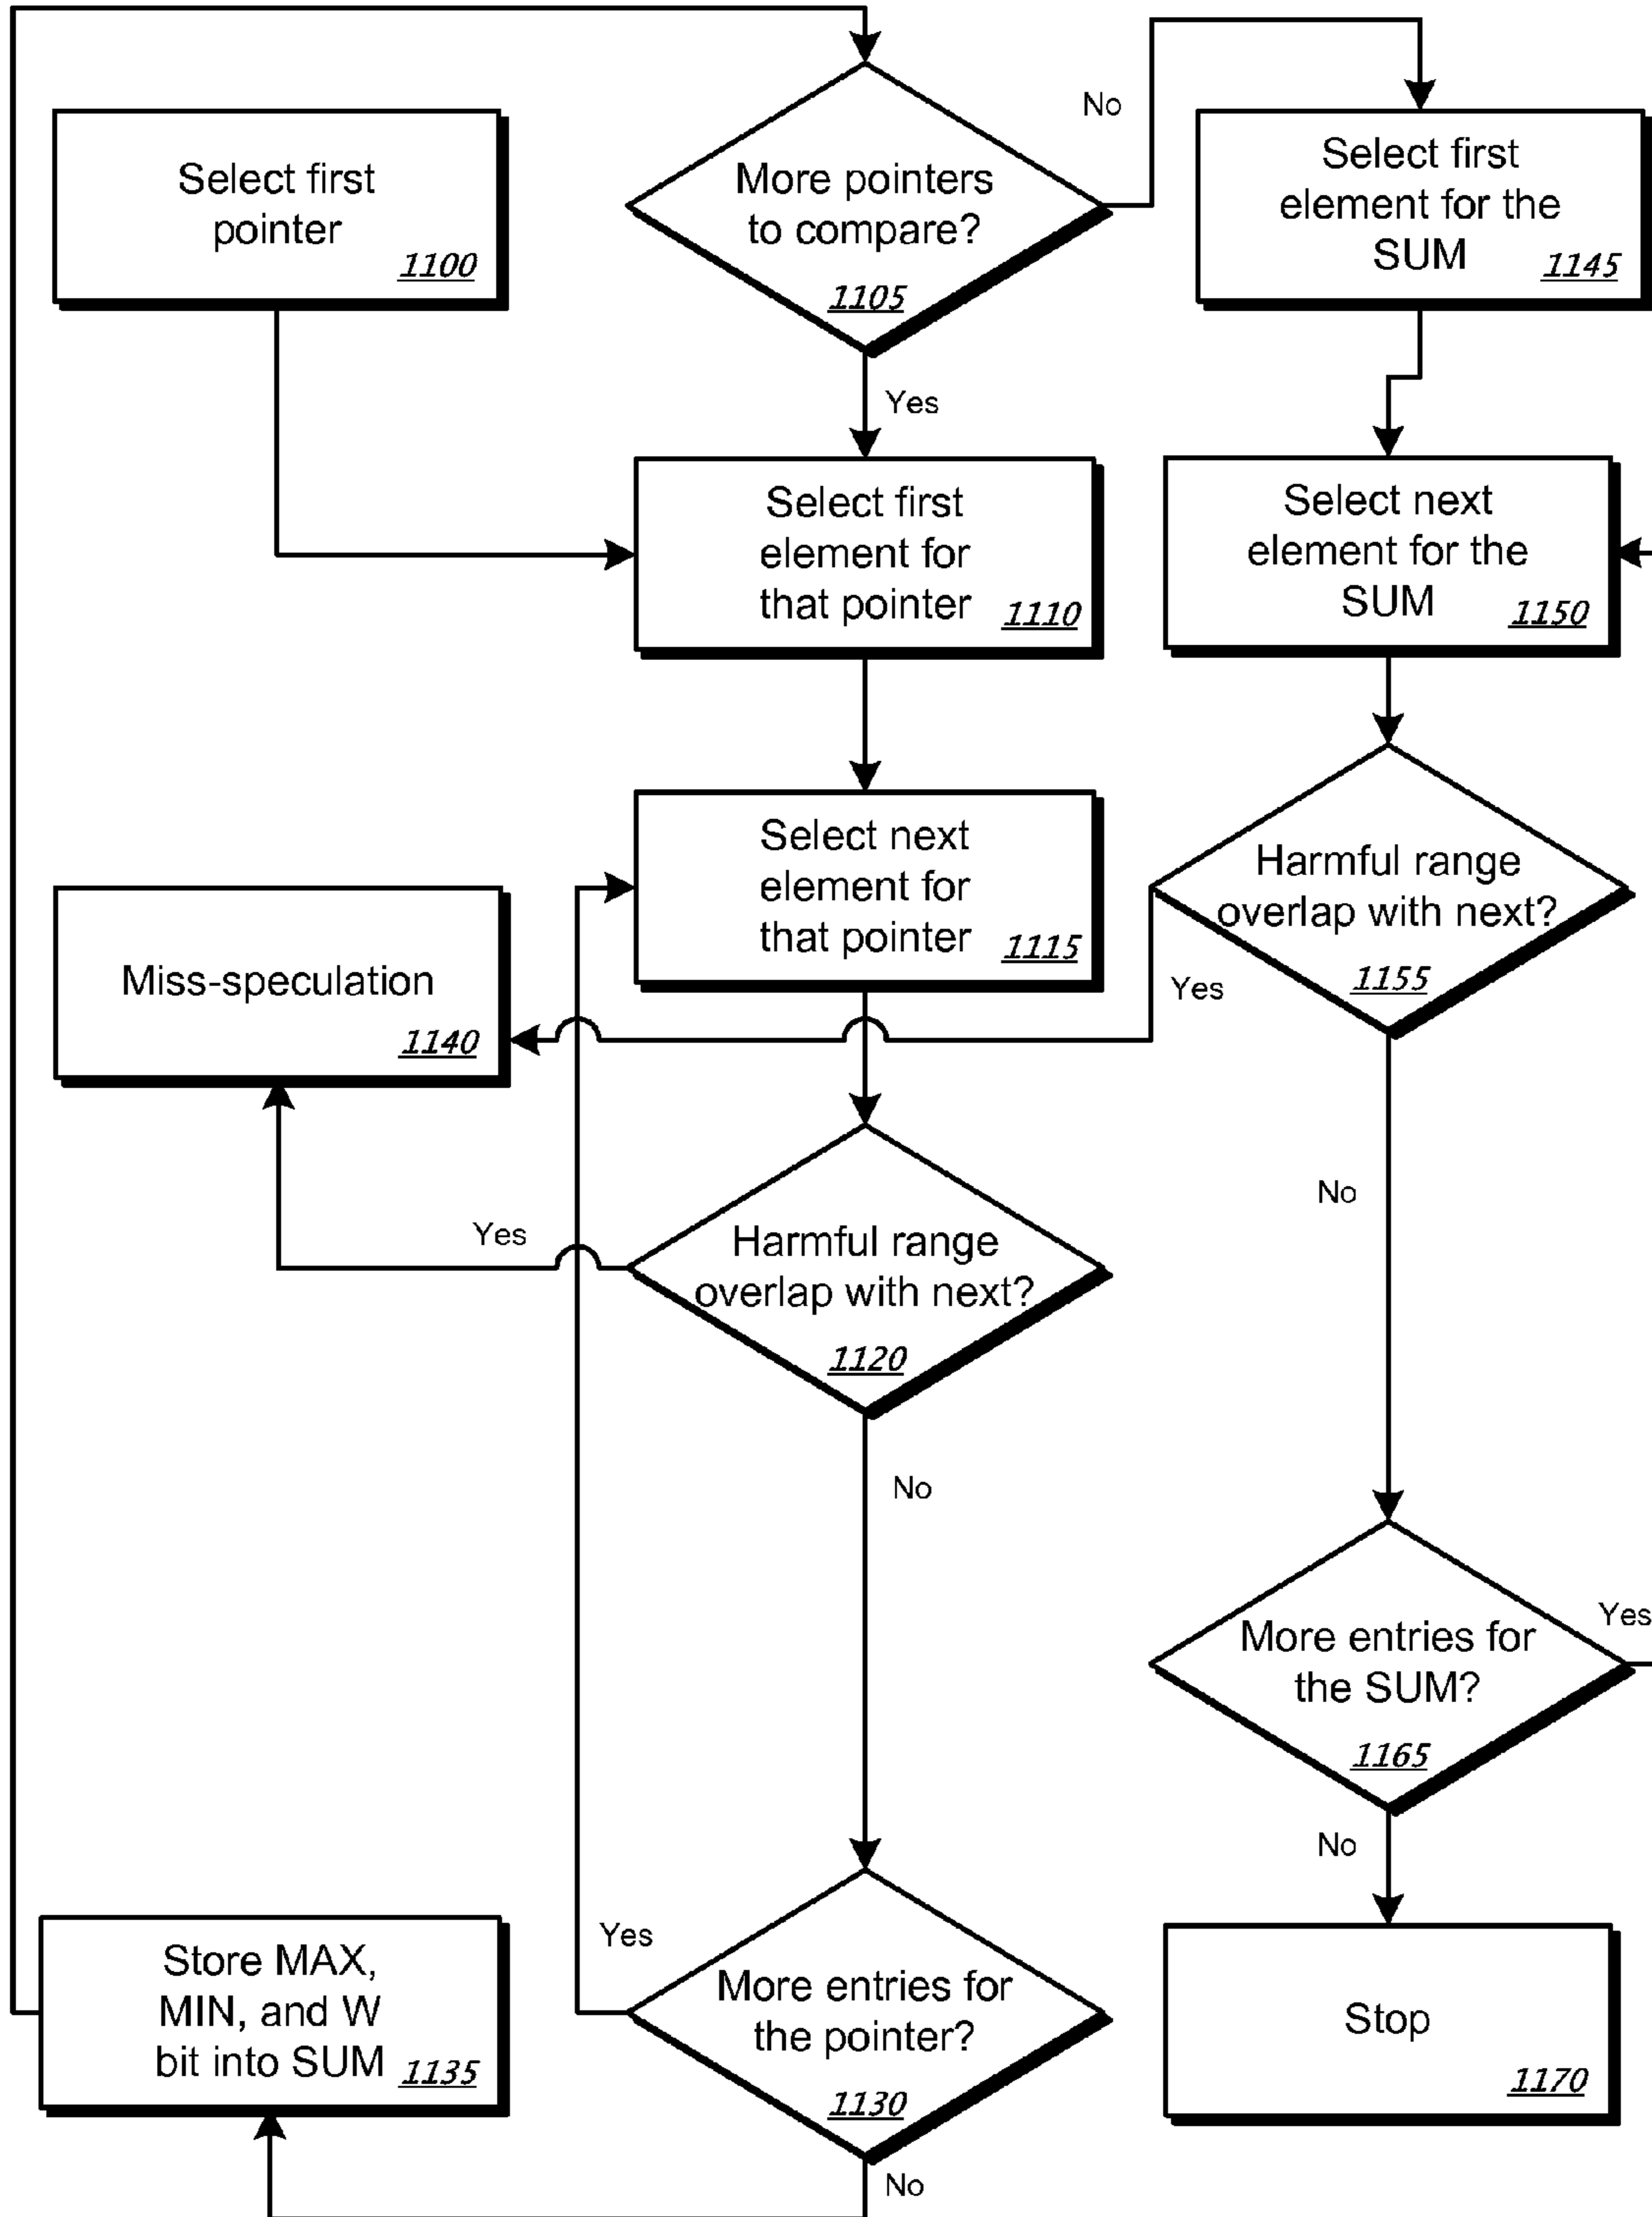 Select first
pointer
1100
More pointers
to compare?
1105
No
Yes
Select first
element for the
SUM
1145
Select first
element for
that pointer
1110
Select next
element for the
SUM
1150
Select next
element for
that pointer
1115
Harmful range
overlap with next?
1155
Yes
No
Miss-speculation
1140
Harmful range
overlap with next?
1120
Yes
No
More entries for
the SUM?
1165
Yes
No
Store MAX,
MIN, and W
bit into SUM
1135
More entries for
the pointer?
1130
Yes
No
Stop
1170